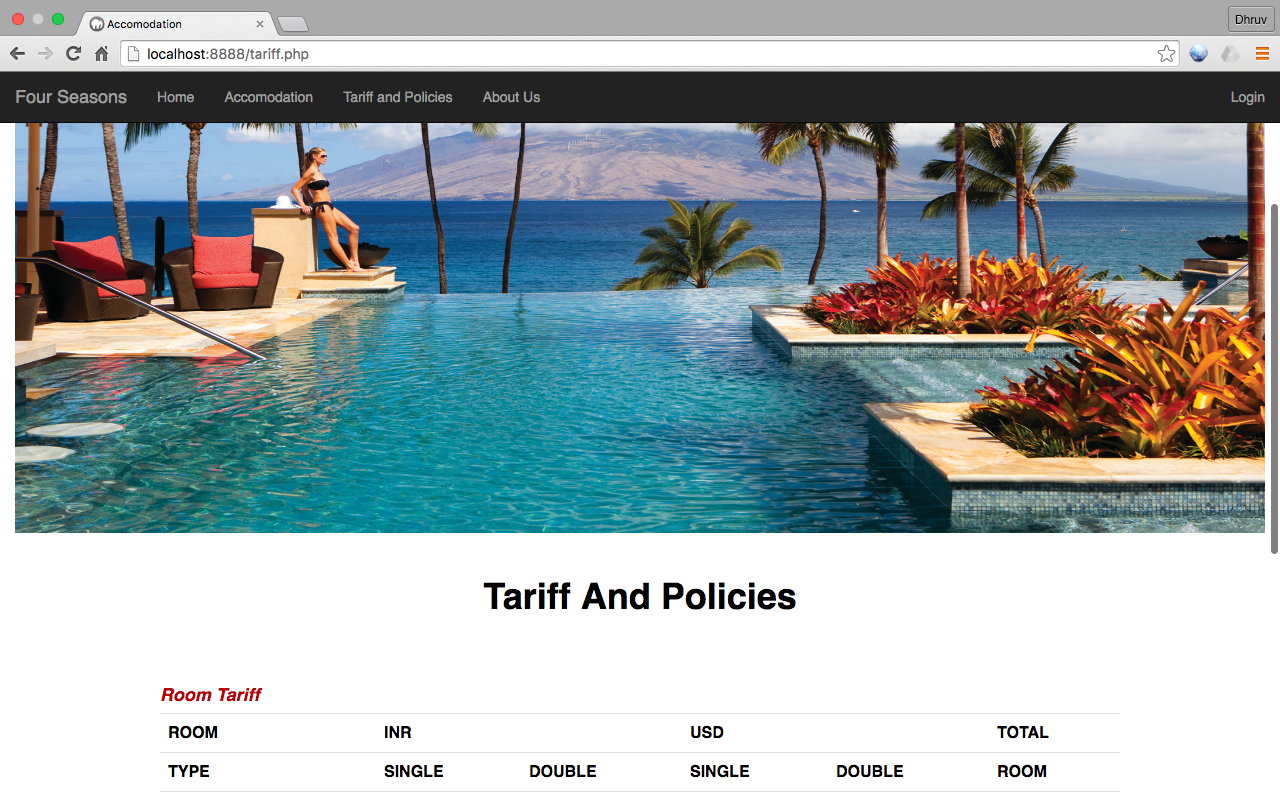 Accomodation
Dhruv
localhost:8888/tariff.php
Four Seasons Home Accomodation Tariff and Policies About Us Login
Tariff And Policies
Room Tariff
ROOM INR USD TOTAL
TYPE SINGLE DOUBLE SINGLE DOUBLE ROOM